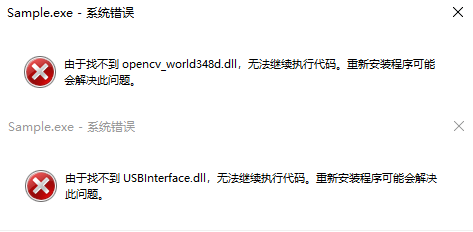 Sample.exe - 系统错误
由于找不到 opencv_world348d.dll，无法继续执行代码。重新安装程序可能
会解决此问题。
Sample.exe - 系统错误
由于找不到 USBInterface.dll，无法继续执行代码。重新安装程序可能会解决
此问题。